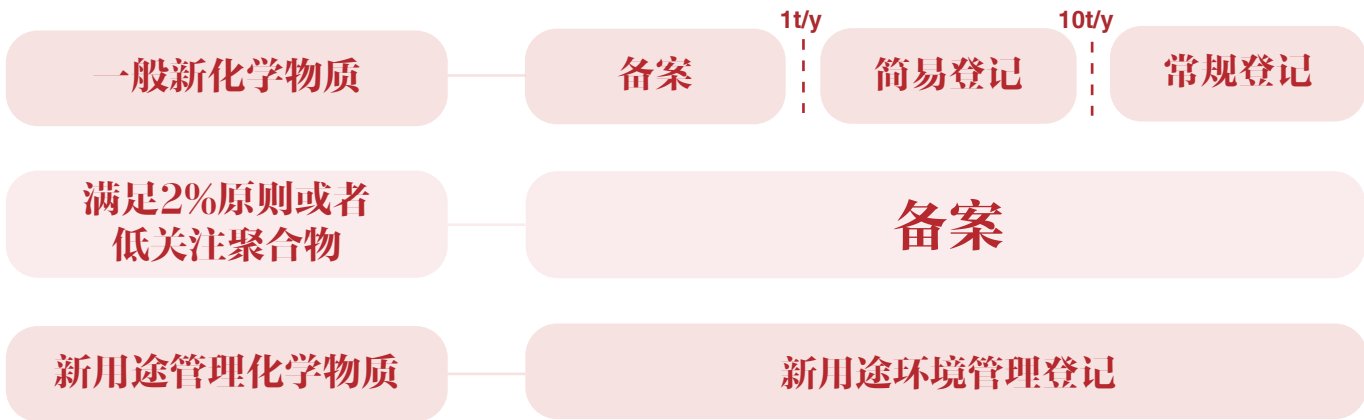 1t/y
10t/y
一般新化学物质
备案
简易登记
常规登记
满足2%原则或者
低关注聚合物
备案
新用途管理化学物质
新用途环境管理登记